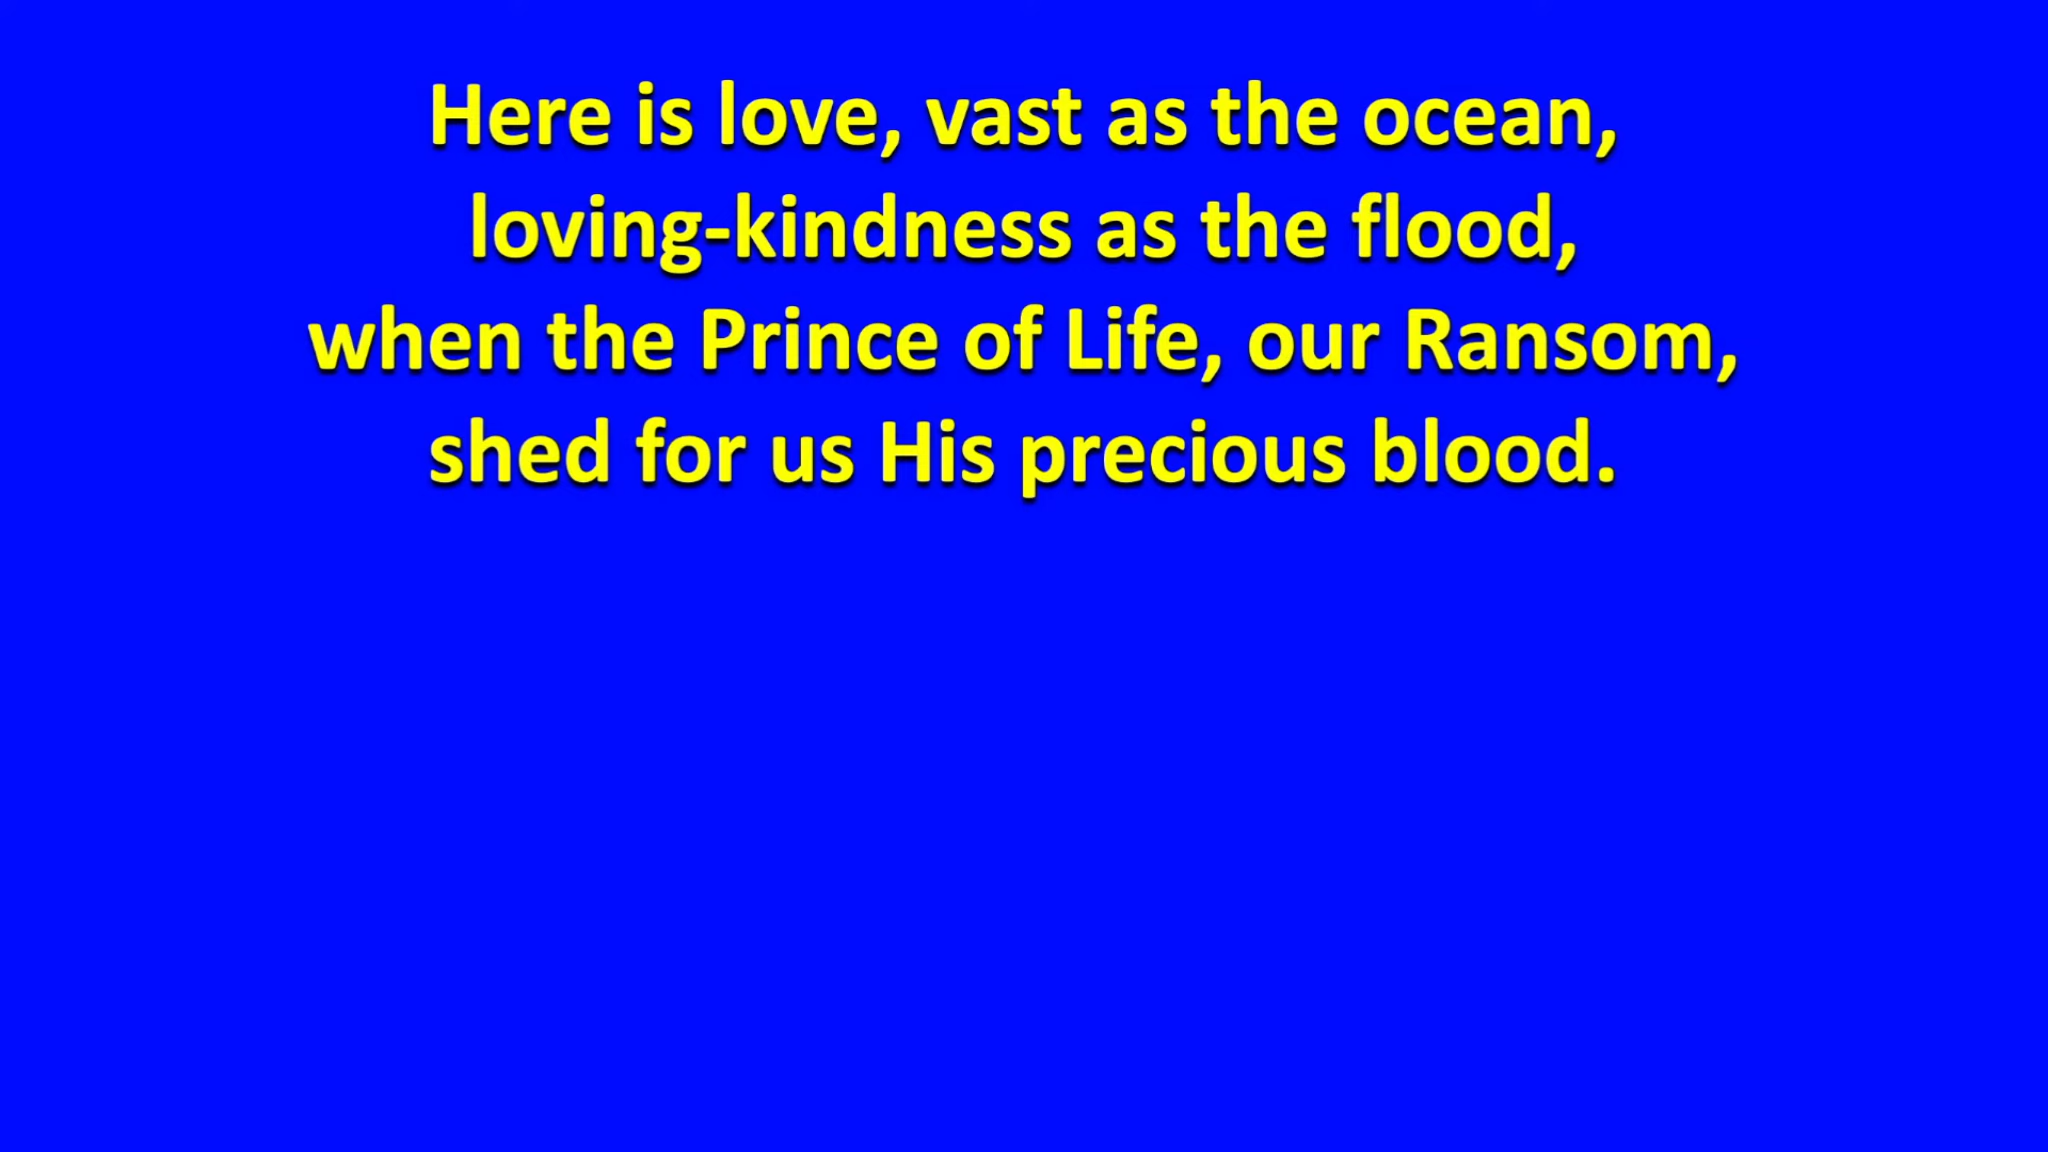 Here is love, vast as the ocean,
loving-kindness as the flood,
when the Prince of Life, our Ransom,
shed for us His precious blood.